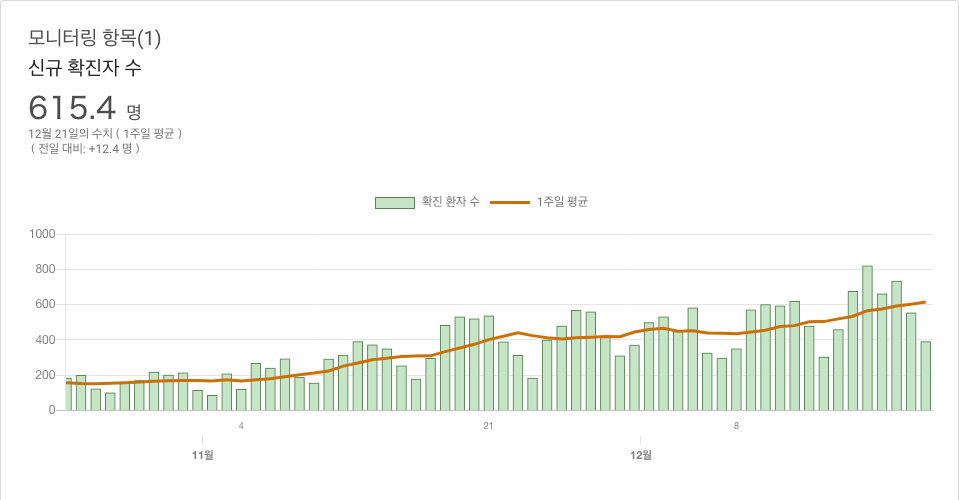 모니터링 항목(1)
신규 확진자 수
615.4 명
12월 21일의 수치 ( 1주일 평균 )
( 전일 대비: +12.4 명 )
확진 환자 수 1주일 평균
1000
800
600
400
200
0
4 21 8
11월 12월